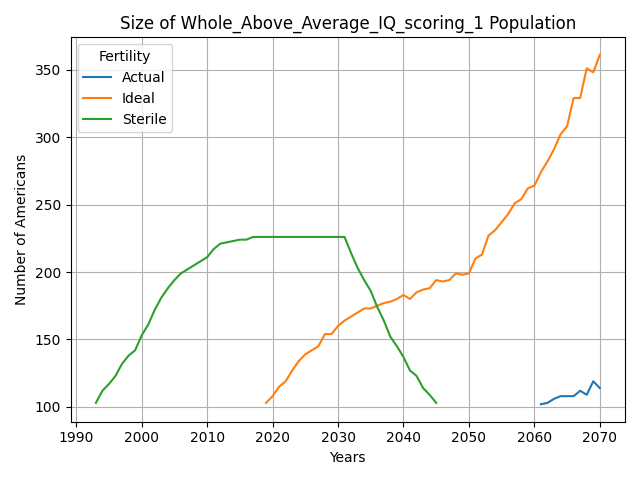 Size of Whole_Above_Average_IQ_scoring_1 Population
Fertility
Actual
Ideal
Sterile
Number of Americans
350
300
250
200
150
100
1990 2000 2010 2020 2030 2040 2050 2060 2070
Years